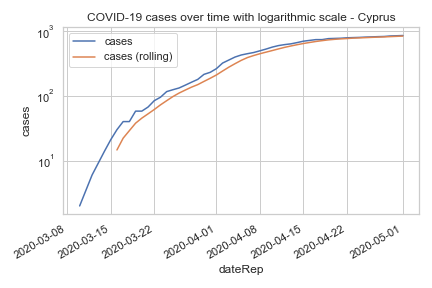 COVID-19 cases over time with logarithmic scale - Cyprus
cases
cases (rolling)
10³
10²
10¹
cases
2020-03-08
2020-03-15
2020-03-22
2020-04-01
2020-04-08
2020-04-15
2020-04-22
2020-05-01
dateRep